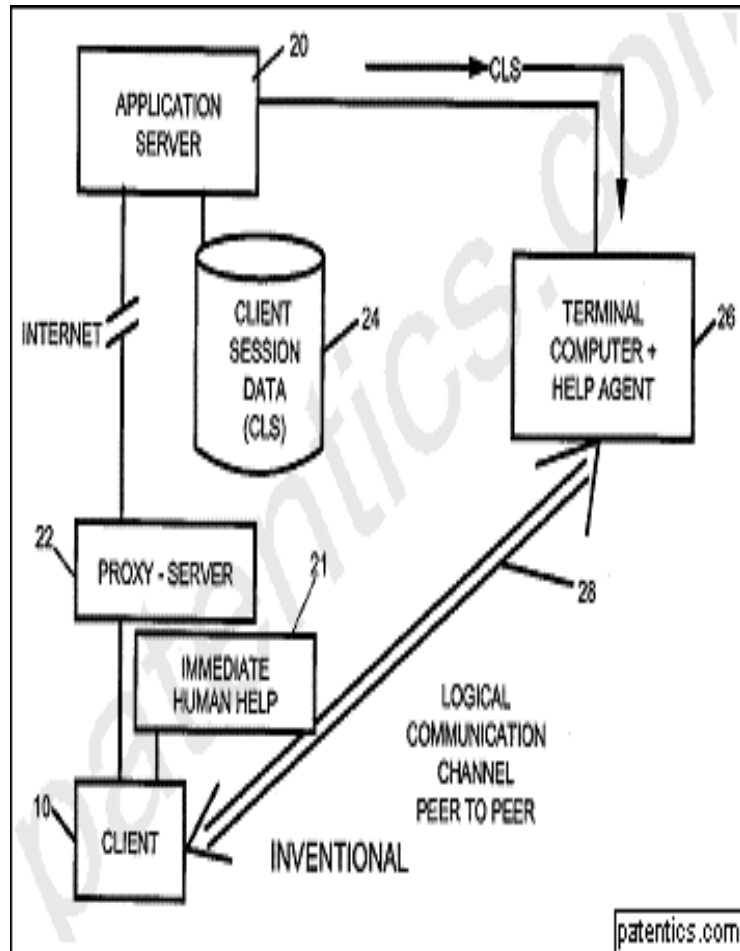 20
CLS
APPLICATION
SERVER
INTERNET
CLIENT
SESSION
DATA
(CLS)
24
TERMINAL
COMPUTER +
HELP AGENT
26
22
PROXY - SERVER
21
IMMEDIATE
HUMAN HELP
28
LOGICAL
COMMUNICATION
CHANNEL
PEER TO PEER
10
CLIENT
INVENTIONAL
patentics.com
patentics.com